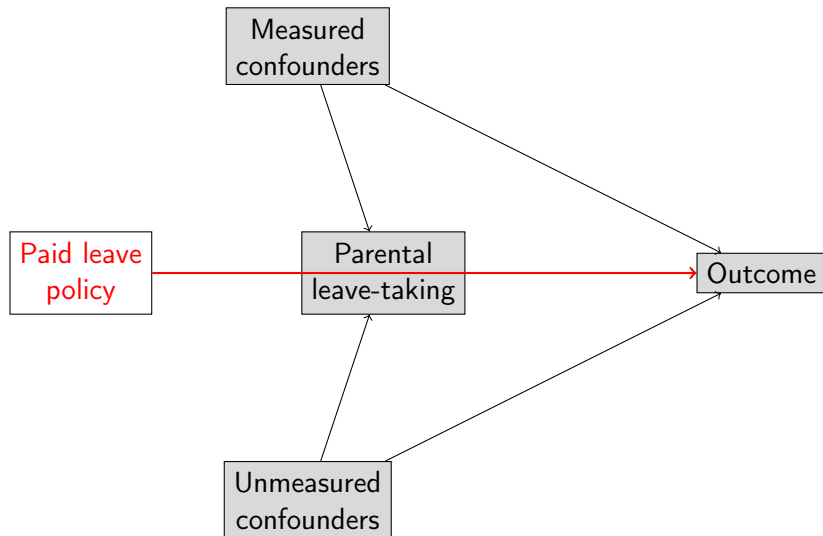 Measured
confounders
Paid leave
policy
Parental
leave-taking
Outcome
Unmeasured
confounders